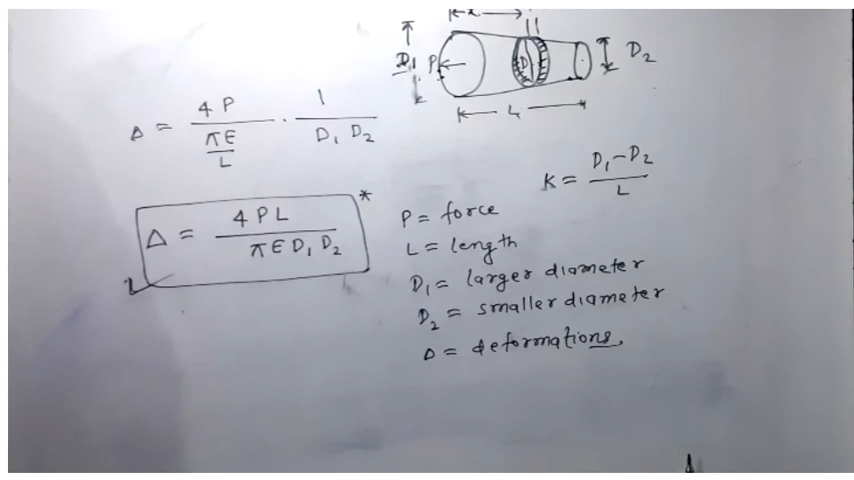 x
D1 P D D2
L
Δ = 4P / (πE / L) · 1 / (D1 D2)
K = (D1 - D2) / L
Δ = 4PL / (πE D1 D2) *
P = force
L = length
D1 = larger diameter
D2 = smaller diameter
Δ = deformations,